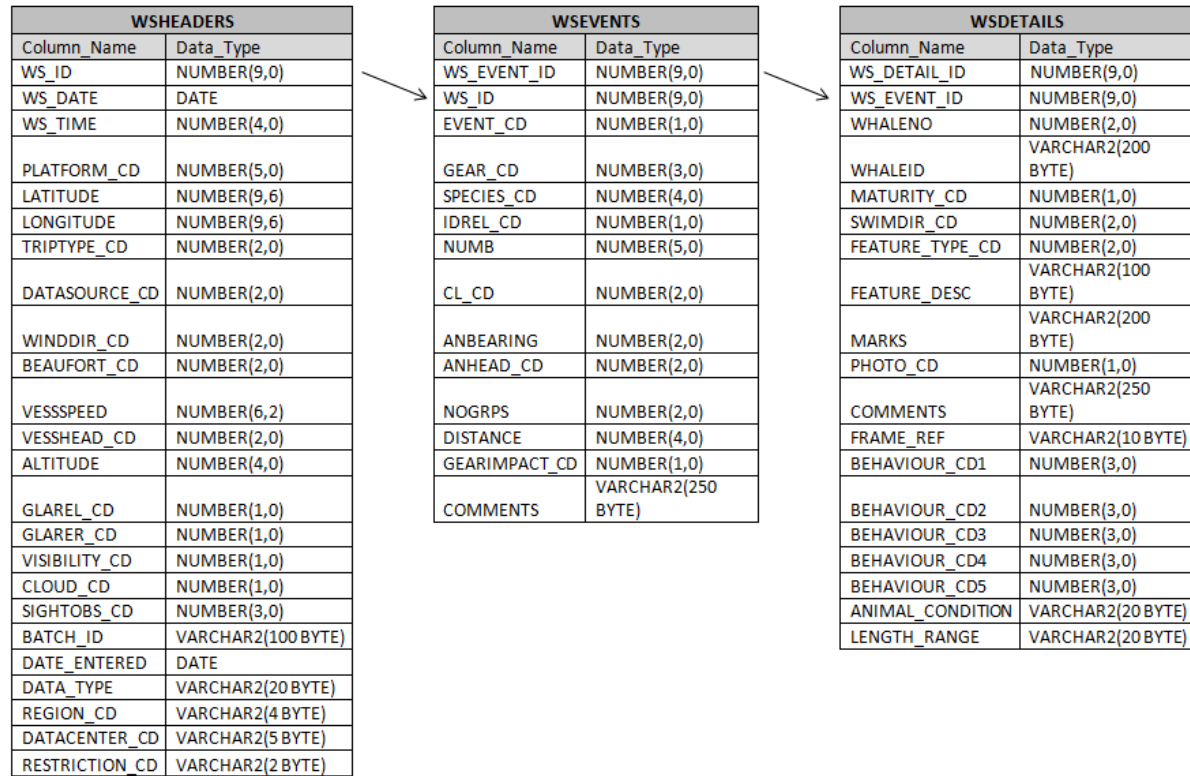 WSHEADERS
Column_Name Data_Type
WS_ID NUMBER(9,0)
WS_DATE DATE
WS_TIME NUMBER(4,0)
PLATFORM_CD NUMBER(5,0)
LATITUDE NUMBER(9,6)
LONGITUDE NUMBER(9,6)
TRIPTYPE_CD NUMBER(2,0)
DATASOURCE_CD NUMBER(2,0)
WINDDIR_CD NUMBER(2,0)
BEAUFORT_CD NUMBER(2,0)
VESSSPEED NUMBER(6,2)
VESSHEAD_CD NUMBER(2,0)
ALTITUDE NUMBER(4,0)
GLAREL_CD NUMBER(1,0)
GLARER_CD NUMBER(1,0)
VISIBILITY_CD NUMBER(1,0)
CLOUD_CD NUMBER(1,0)
SIGHTOBS_CD NUMBER(3,0)
BATCH_ID VARCHAR2(100 BYTE)
DATE_ENTERED DATE
DATA_TYPE VARCHAR2(20 BYTE)
REGION_CD VARCHAR2(4 BYTE)
DATACENTER_CD VARCHAR2(5 BYTE)
RESTRICTION_CD VARCHAR2(2 BYTE)
WSEVENTS
Column_Name Data_Type
WS_EVENT_ID NUMBER(9,0)
WS_ID NUMBER(9,0)
EVENT_CD NUMBER(1,0)
GEAR_CD NUMBER(3,0)
SPECIES_CD NUMBER(4,0)
IDREL_CD NUMBER(1,0)
NUMB NUMBER(5,0)
CL_CD NUMBER(2,0)
ANBEARING NUMBER(2,0)
ANHEAD_CD NUMBER(2,0)
NOGRPS NUMBER(2,0)
DISTANCE NUMBER(4,0)
GEARIMPACT_CD NUMBER(1,0)
VARCHAR2(250
COMMENTS BYTE)
WSDETAILS
Column_Name Data_Type
WS_DETAIL_ID NUMBER(9,0)
WS_EVENT_ID NUMBER(9,0)
WHALENO NUMBER(2,0)
VARCHAR2(200
WHALEID BYTE)
MATURITY_CD NUMBER(1,0)
SWIMDIR_CD NUMBER(2,0)
FEATURE_TYPE_CD NUMBER(2,0)
VARCHAR2(100
FEATURE_DESC BYTE)
VARCHAR2(200
MARKS BYTE)
PHOTO_CD NUMBER(1,0)
VARCHAR2(250
COMMENTS BYTE)
FRAME_REF VARCHAR2(10 BYTE)
BEHAVIOUR_CD1 NUMBER(3,0)
BEHAVIOUR_CD2 NUMBER(3,0)
BEHAVIOUR_CD3 NUMBER(3,0)
BEHAVIOUR_CD4 NUMBER(3,0)
BEHAVIOUR_CD5 NUMBER(3,0)
ANIMAL_CONDITION VARCHAR2(20 BYTE)
LENGTH_RANGE VARCHAR2(20 BYTE)